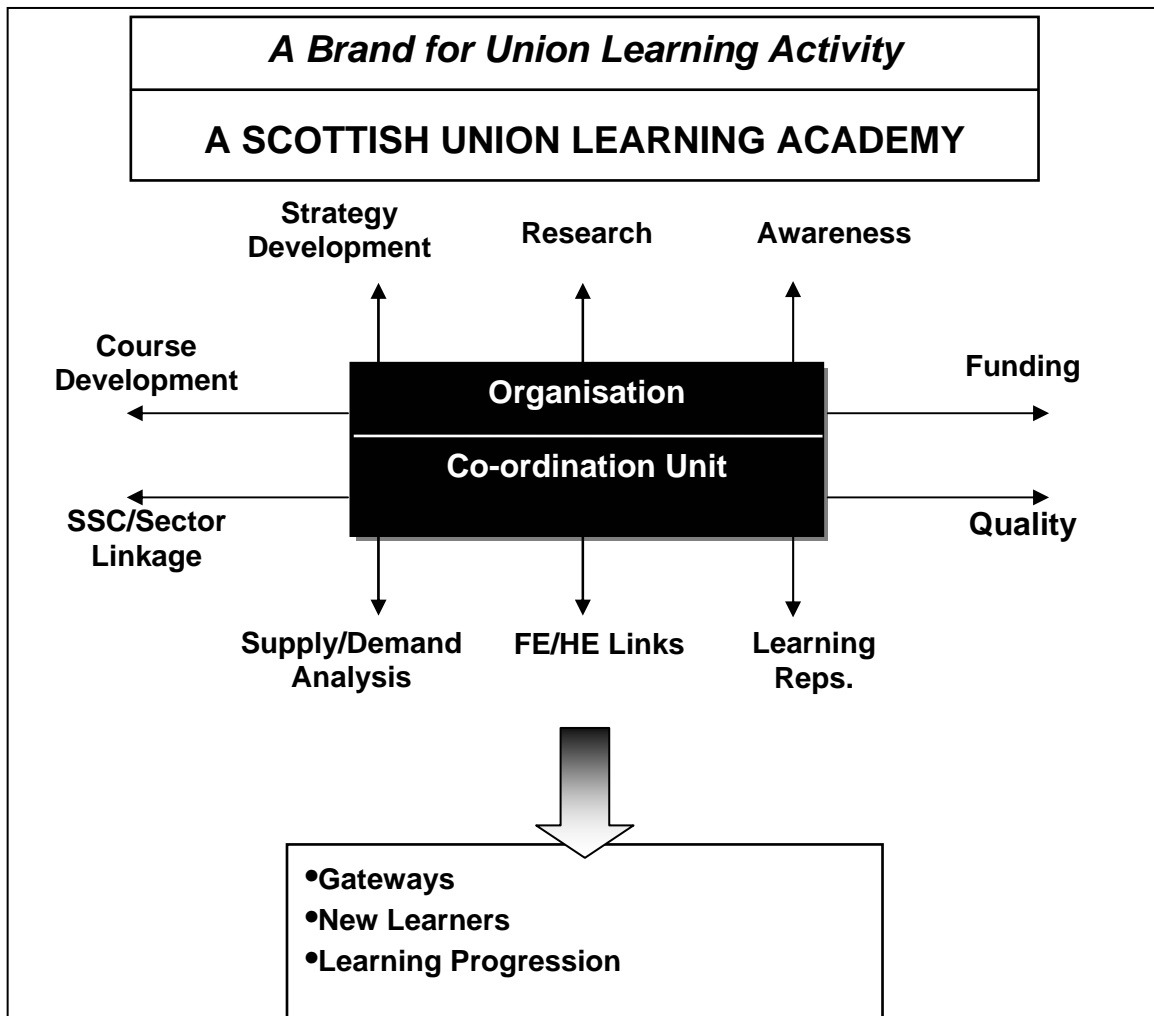 A Brand for Union Learning Activity
A SCOTTISH UNION LEARNING ACADEMY
Strategy
Development
Research
Awareness
Course
Development
Funding
Organisation
Co-ordination Unit
SSC/Sector
Linkage
Quality
Supply/Demand
Analysis
FE/HE Links
Learning
Reps.
•Gateways
•New Learners
•Learning Progression